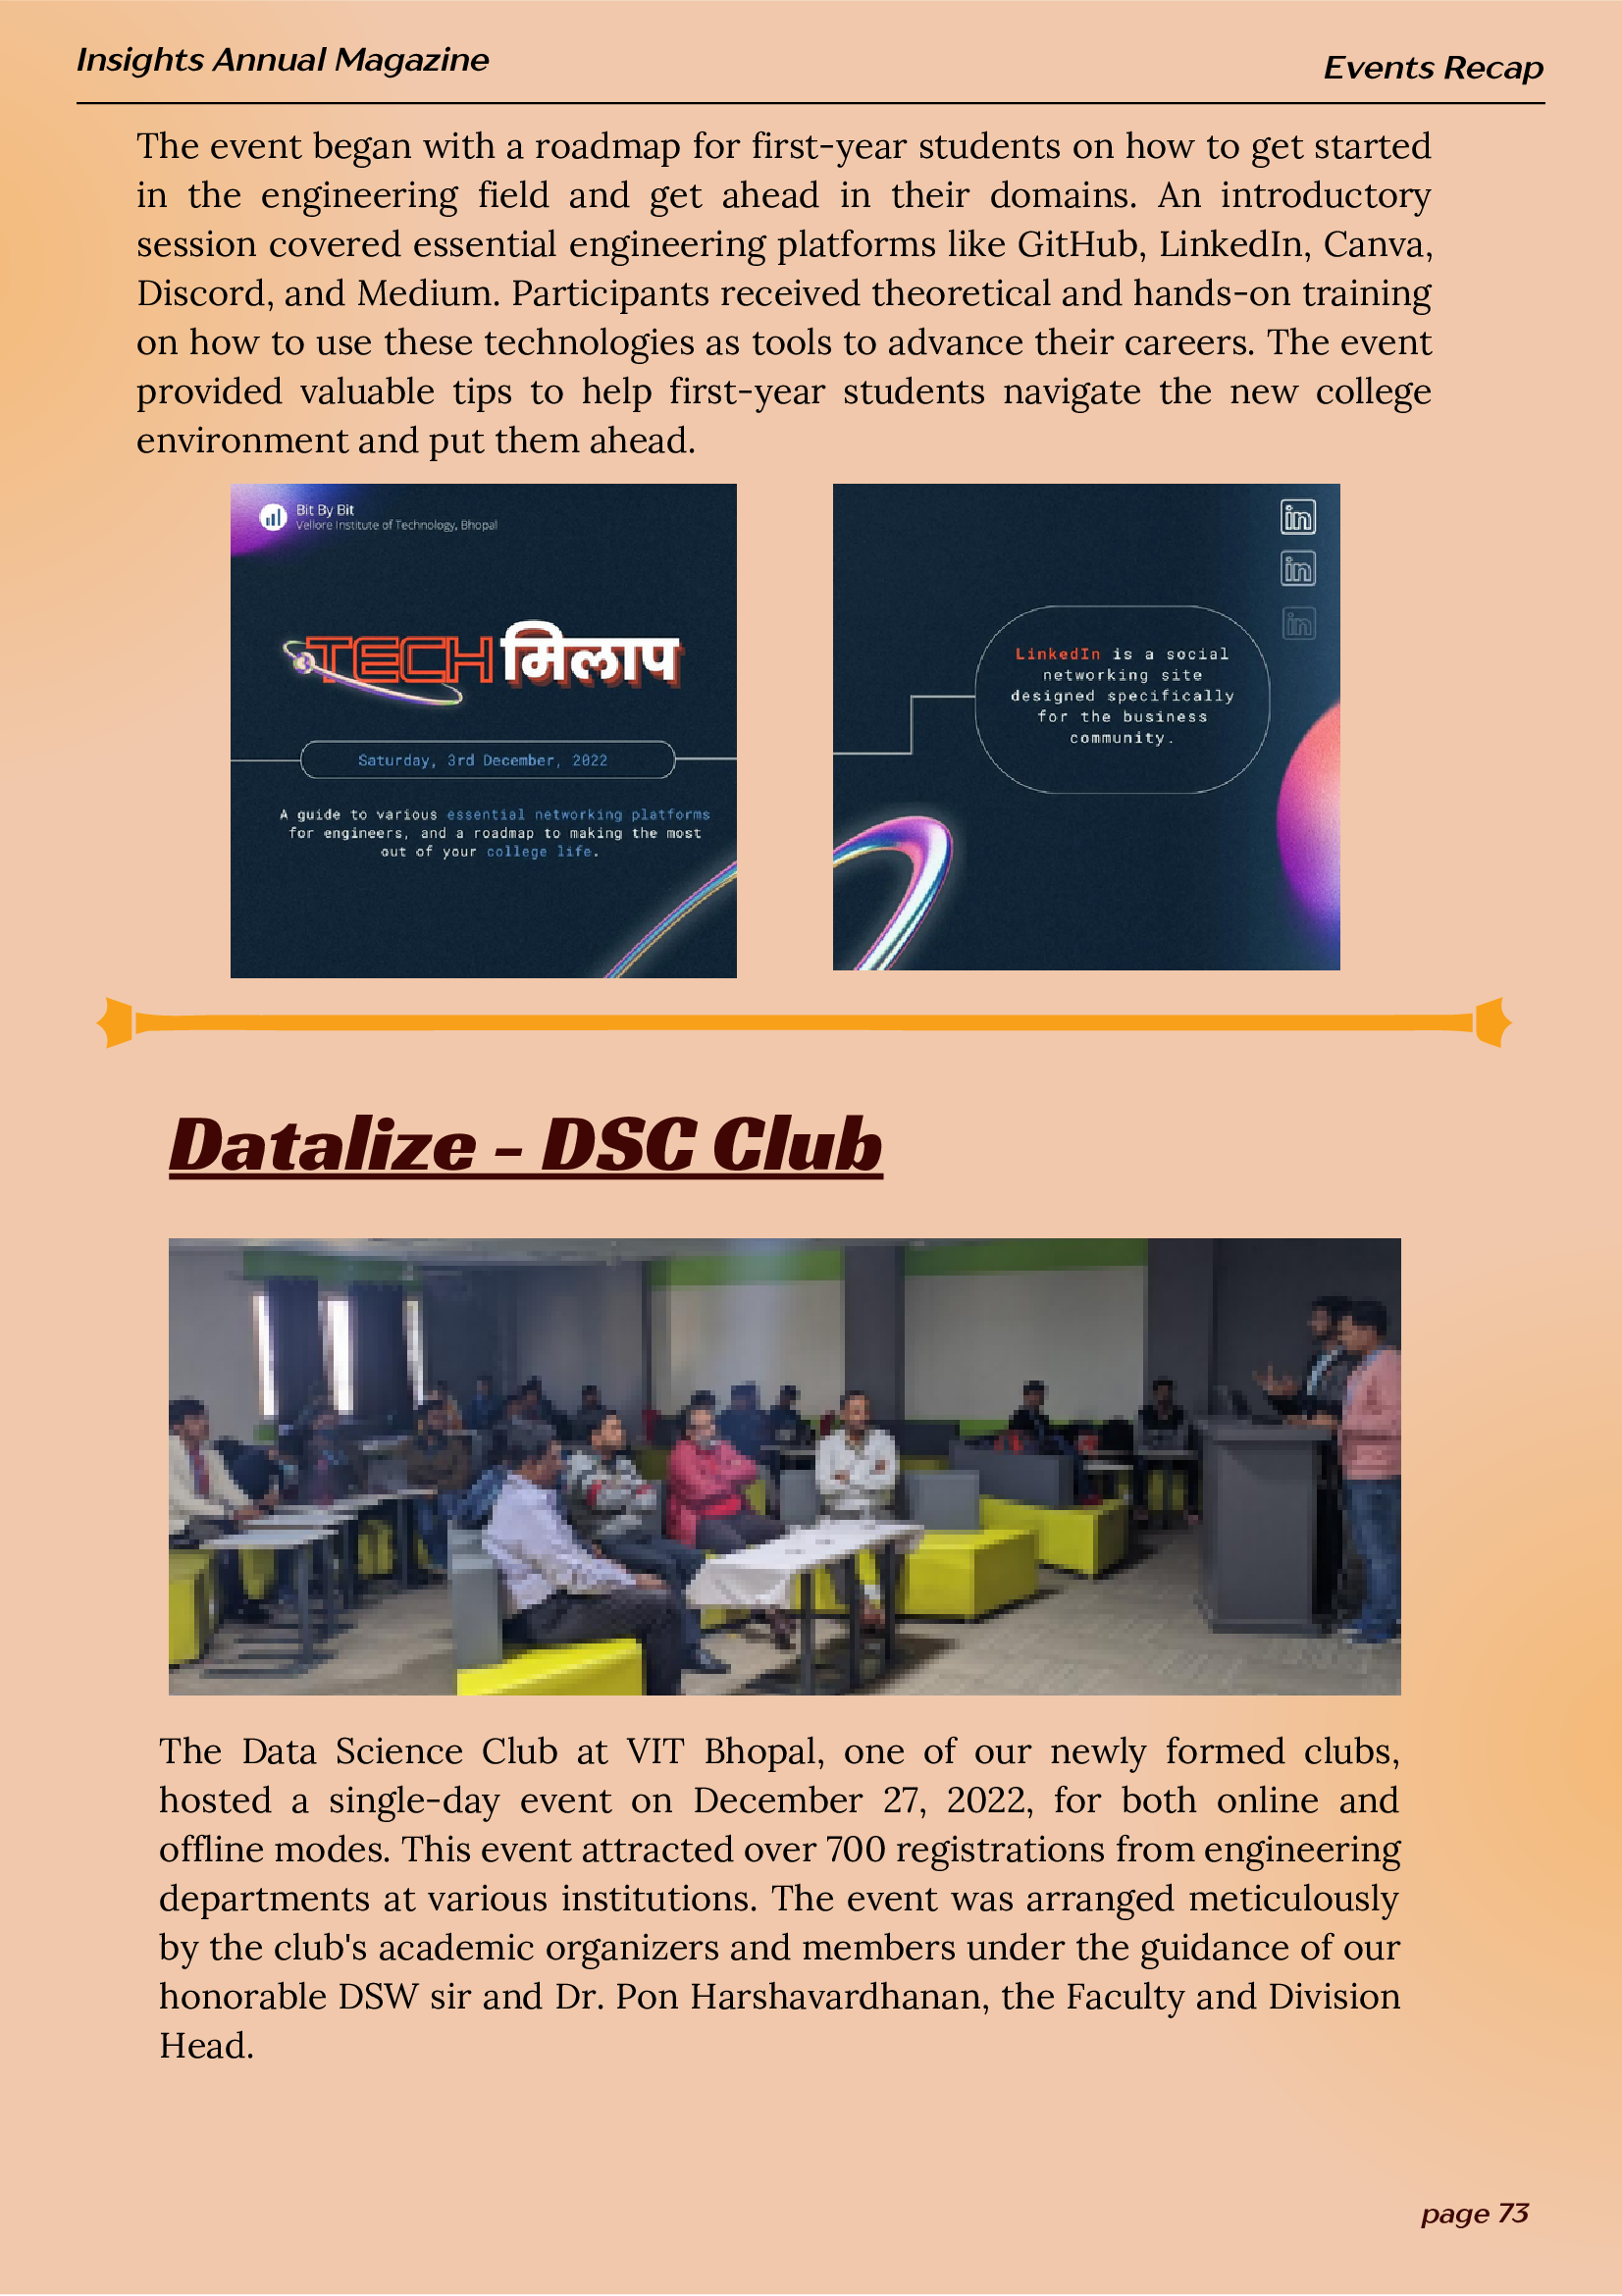 Insights Annual Magazine
Events Recap
The event began with a roadmap for first-year students on how to get started
in the engineering field and get ahead in their domains. An introductory
session covered essential engineering platforms like GitHub, LinkedIn, Canva,
Discord, and Medium. Participants received theoretical and hands-on training
on how to use these technologies as tools to advance their careers. The event
provided valuable tips to help first-year students navigate the new college
environment and put them ahead.
Bit By Bit
Vellore Institute of Technology, Bhopal
TECH मिलाप
Saturday, 3rd December, 2022
A guide to various essential networking platforms
for engineers, and a roadmap to making the most
out of your college life.
in
in
in
LinkedIn is a social
networking site
designed specifically
for the business
community.
Datalize - DSC Club
The Data Science Club at VIT Bhopal, one of our newly formed clubs,
hosted a single-day event on December 27, 2022, for both online and
offline modes. This event attracted over 700 registrations from engineering
departments at various institutions. The event was arranged meticulously
by the club's academic organizers and members under the guidance of our
honorable DSW sir and Dr. Pon Harshavardhanan, the Faculty and Division
Head.
page 73